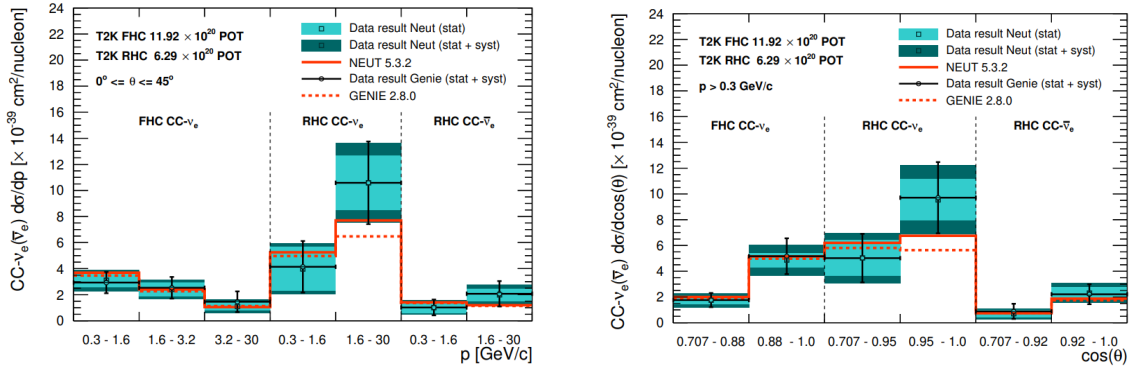 CC-νe(ν̅e) dσ/dp [× 10-39 cm2/nucleon]
24
22
20
18
16
14
12
10
8
6
4
2
0
T2K FHC 11.92 × 10^20 POT
T2K RHC 6.29 × 10^20 POT
0° <= θ <= 45°
Data result Neut (stat)
Data result Neut (stat + syst)
NEUT 5.3.2
Data result Genie (stat + syst)
GENIE 2.8.0
FHC CC-νe
RHC CC-νe
RHC CC-ν̅e
0.3 - 1.6
1.6 - 3.2
3.2 - 30
0.3 - 1.6
1.6 - 30
0.3 - 1.6
1.6 - 30
p [GeV/c]
CC-νe(ν̅e) dσ/dcos(θ) [× 10-39 cm2/nucleon]
24
22
20
18
16
14
12
10
8
6
4
2
0
T2K FHC 11.92 × 10^20 POT
T2K RHC 6.29 × 10^20 POT
p > 0.3 GeV/c
Data result Neut (stat)
Data result Neut (stat + syst)
NEUT 5.3.2
Data result Genie (stat + syst)
GENIE 2.8.0
FHC CC-νe
RHC CC-νe
RHC CC-ν̅e
0.707 - 0.88
0.88 - 1.0
0.707 - 0.95
0.95 - 1.0
0.707 - 0.92
0.92 - 1.0
cos(θ)